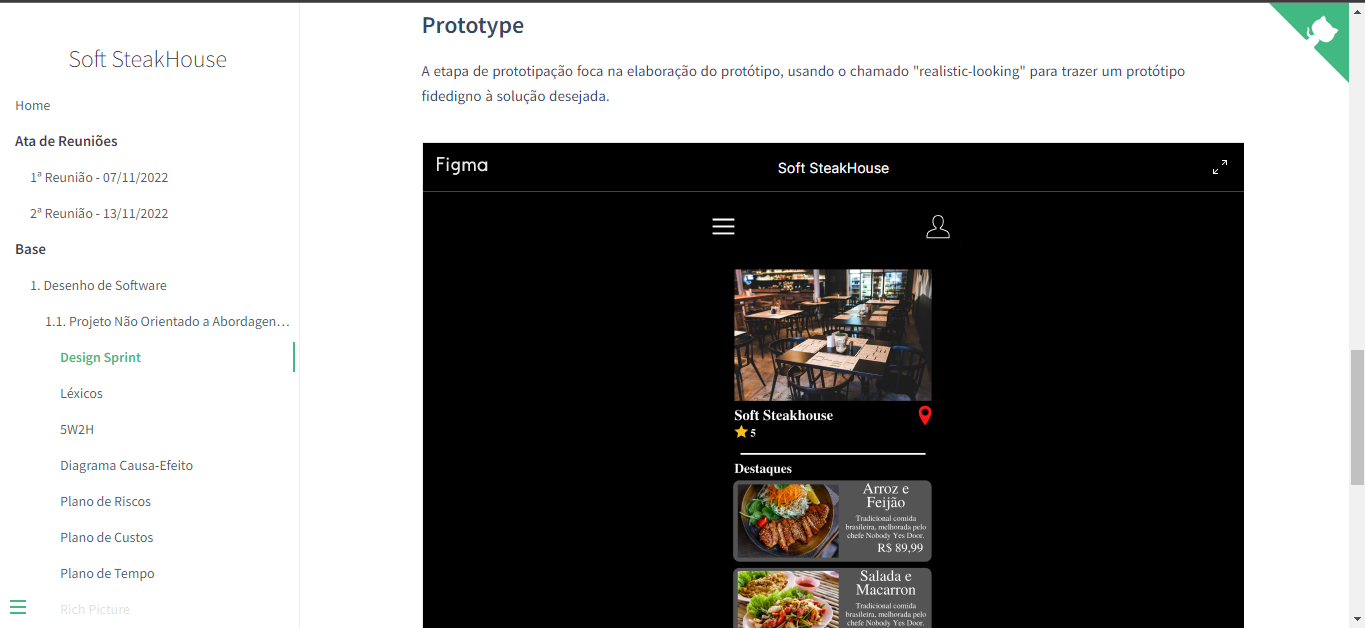 Soft SteakHouse
Home
Ata de Reuniões
1ª Reunião - 07/11/2022
2ª Reunião - 13/11/2022
Base
1. Desenho de Software
1.1. Projeto Não Orientado a Abordagen…
Design Sprint
Léxicos
5W2H
Diagrama Causa-Efeito
Plano de Riscos
Plano de Custos
Plano de Tempo
Rich Picture
Prototype
A etapa de prototipação foca na elaboração do protótipo, usando o chamado "realistic-looking" para trazer um protótipo
fidedigno à solução desejada.
Figma
Soft SteakHouse
Soft Steakhouse
5
Destaques
Arroz e
Feijão
Tradicional comida
brasileira, melhorada pelo
chefe Nobody Yes Door.
R$ 89,99
Salada e
Macarron
Tradicional comida
brasileira, melhorada pelo
chefe Nobody Yes Door.